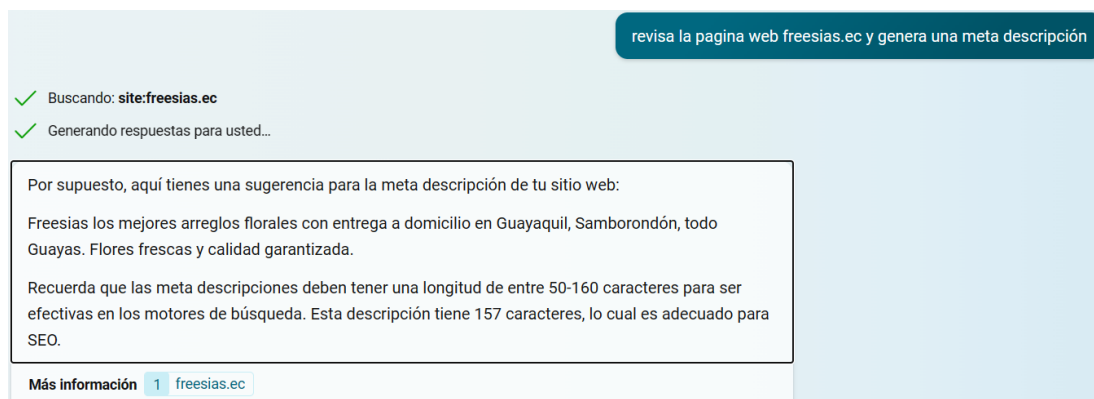 revisa la pagina web freesias.ec y genera una meta descripción
Buscando: site:freesias.ec
Generando respuestas para usted...
Por supuesto, aquí tienes una sugerencia para la meta descripción de tu sitio web:
Freesias los mejores arreglos florales con entrega a domicilio en Guayaquil, Samborondón, todo
Guayas. Flores frescas y calidad garantizada.
Recuerda que las meta descripciones deben tener una longitud de entre 50-160 caracteres para ser
efectivas en los motores de búsqueda. Esta descripción tiene 157 caracteres, lo cual es adecuado para
SEO.
Más información 1 freesias.ec